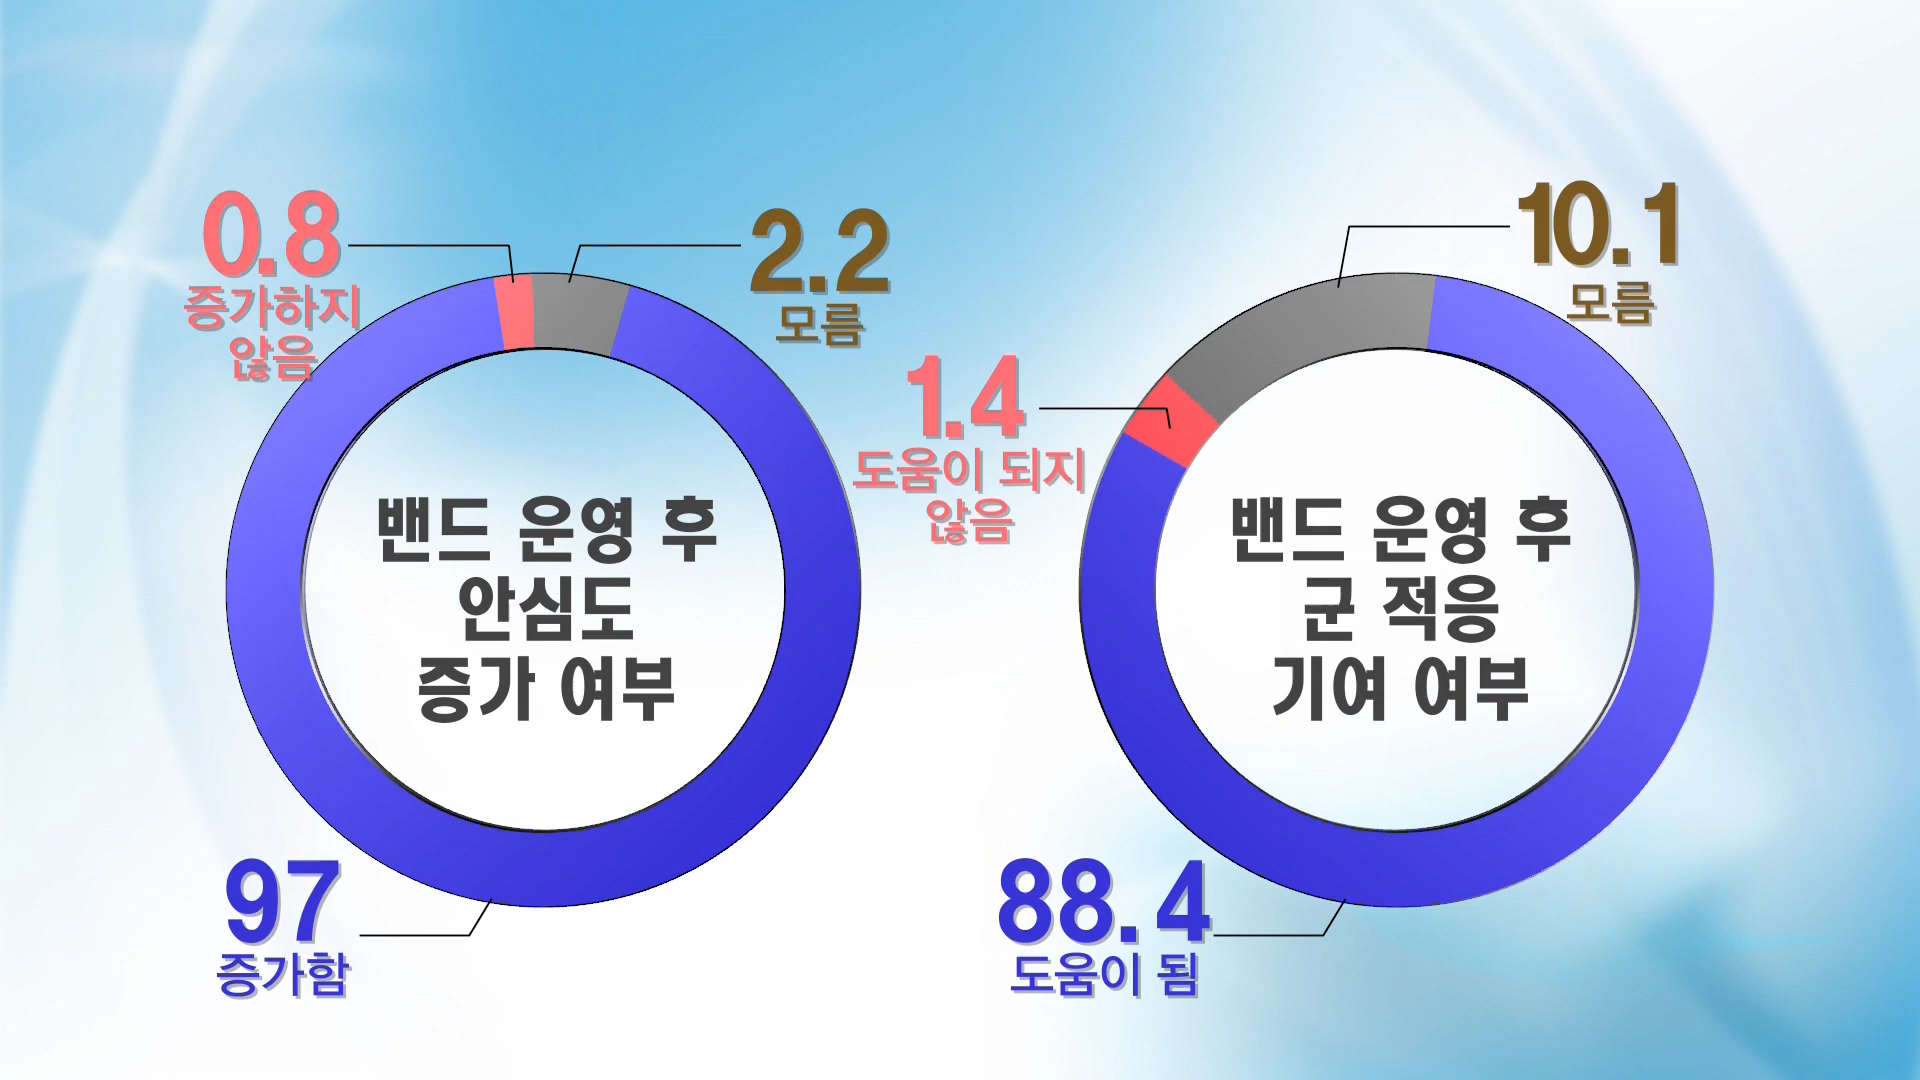 0.8
증가하지
않음
2.2
모름
밴드 운영 후
안심도
증가 여부
97
증가함
10.1
모름
1.4
도움이 되지
않음
밴드 운영 후
군 적응
기여 여부
88.4
도움이 됨